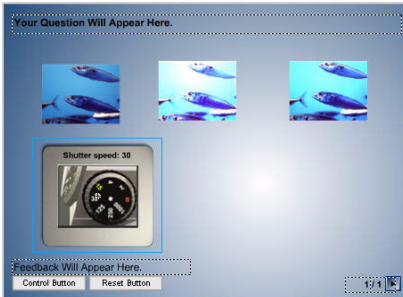 Your Question Will Appear Here.
Shutter speed: 30
Feedback Will Appear Here.
Control Button Reset Button
1/ 1